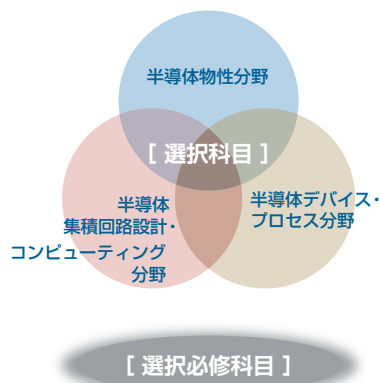 半導体物性分野
[ 選択科目 ]
半導体
集積回路設計・
コンピューティング
分野
半導体デバイス・
プロセス分野
[ 選択必修科目 ]